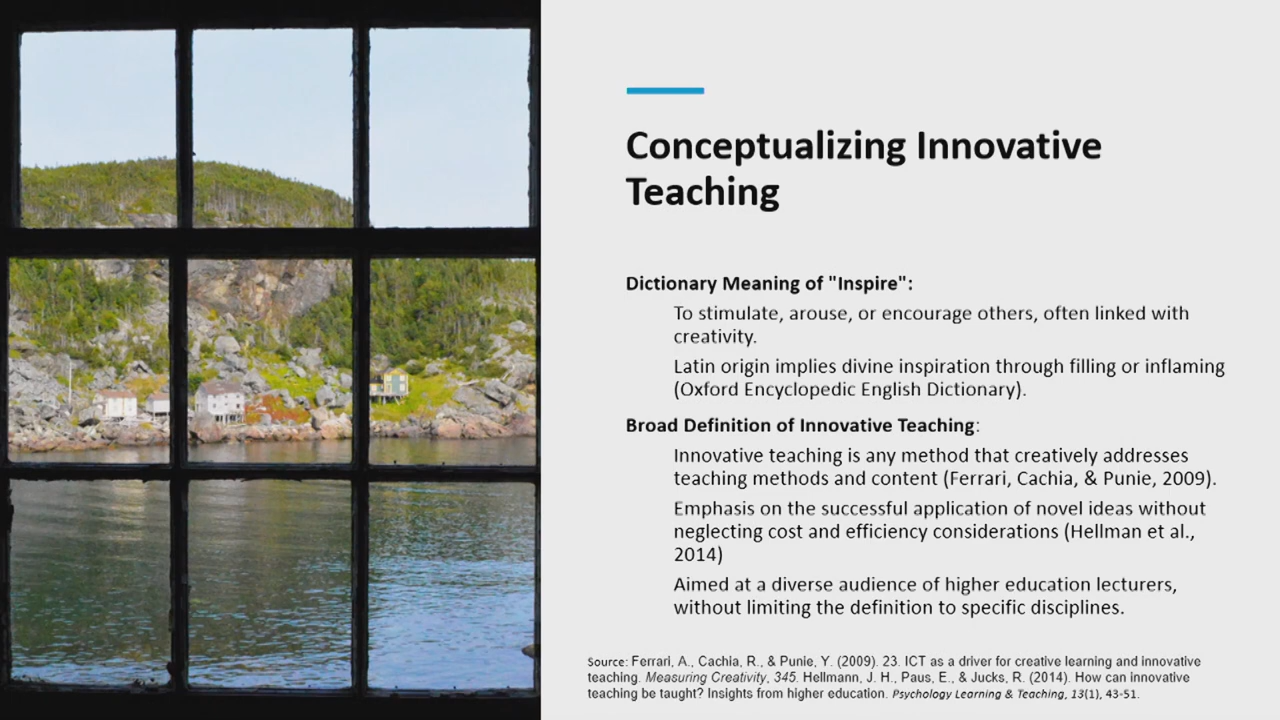 Conceptualizing Innovative
Teaching
Dictionary Meaning of "Inspire":
To stimulate, arouse, or encourage others, often linked with
creativity.
Latin origin implies divine inspiration through filling or inflaming
(Oxford Encyclopedic English Dictionary).
Broad Definition of Innovative Teaching:
Innovative teaching is any method that creatively addresses
teaching methods and content (Ferrari, Cachia, & Punie, 2009).
Emphasis on the successful application of novel ideas without
neglecting cost and efficiency considerations (Hellman et al.,
2014)
Aimed at a diverse audience of higher education lecturers,
without limiting the definition to specific disciplines.
Source: Ferrari, A., Cachia, R., & Punie, Y. (2009). 23. ICT as a driver for creative learning and innovative
teaching. Measuring Creativity, 345. Hellmann, J. H., Paus, E., & Jucks, R. (2014). How can innovative
teaching be taught? Insights from higher education. Psychology Learning & Teaching, 13(1), 43-51.